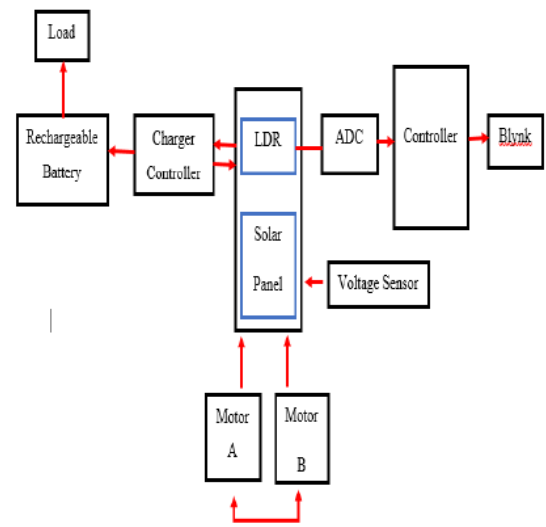 Load
Rechargeable
Battery
Charger
Controller
LDR
ADC
Controller
Blynk
Solar
Panel
Voltage Sensor
Motor
A
Motor
B